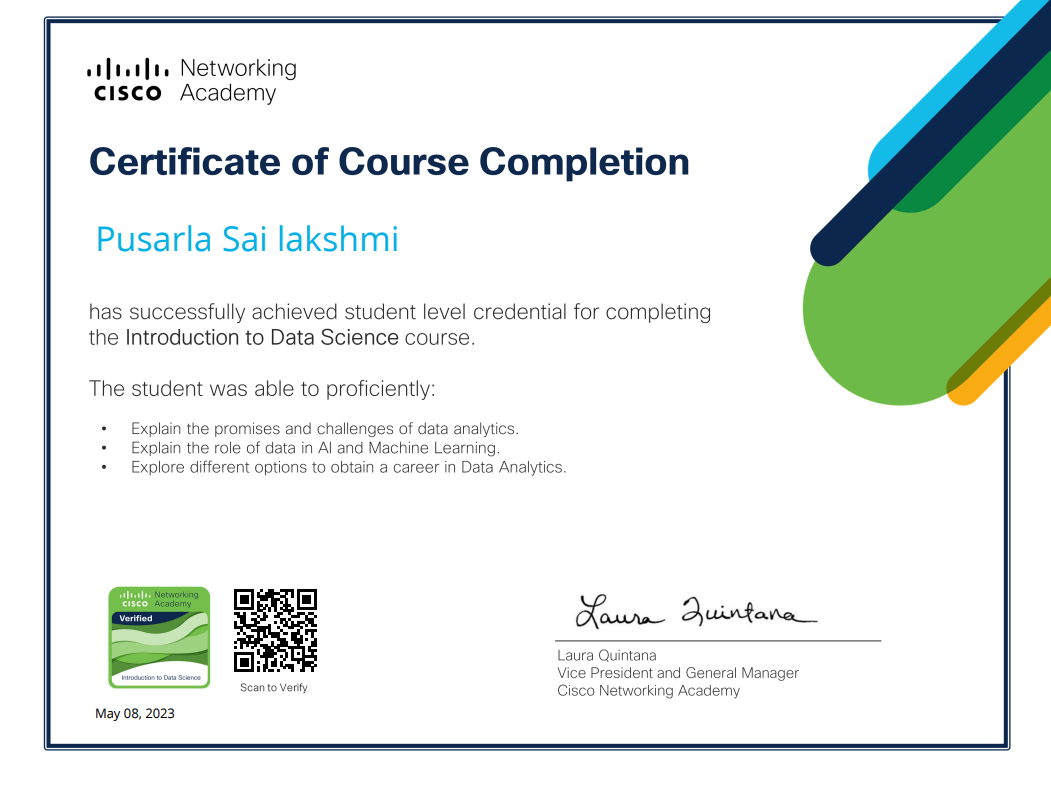 CISCO Networking Academy
Certificate of Course Completion
Pusarla Sai lakshmi
has successfully achieved student level credential for completing
the Introduction to Data Science course.
The student was able to proficiently:
• Explain the promises and challenges of data analytics.
• Explain the role of data in AI and Machine Learning.
• Explore different options to obtain a career in Data Analytics.
CISCO Networking Academy
Verified
Introduction to Data Science
Scan to Verify
May 08, 2023
Laura Quintana
Laura Quintana
Vice President and General Manager
Cisco Networking Academy